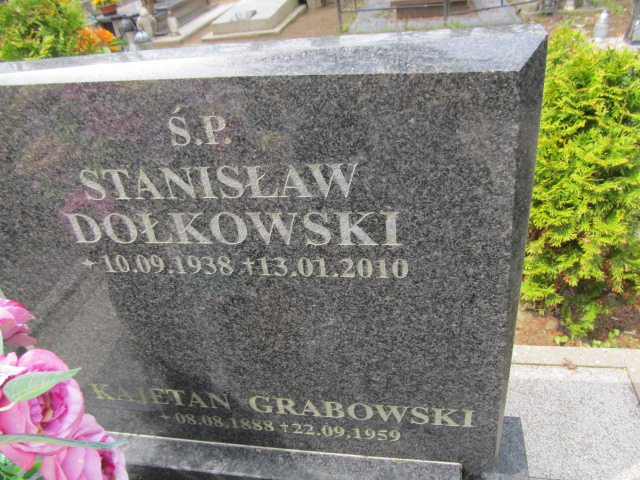 Ś.P.
STANISŁAW
DOŁKOWSKI
+10.09.1938 +13.01.2010
KAJETAN GRABOWSKI
+08.08.1888 +22.09.1959